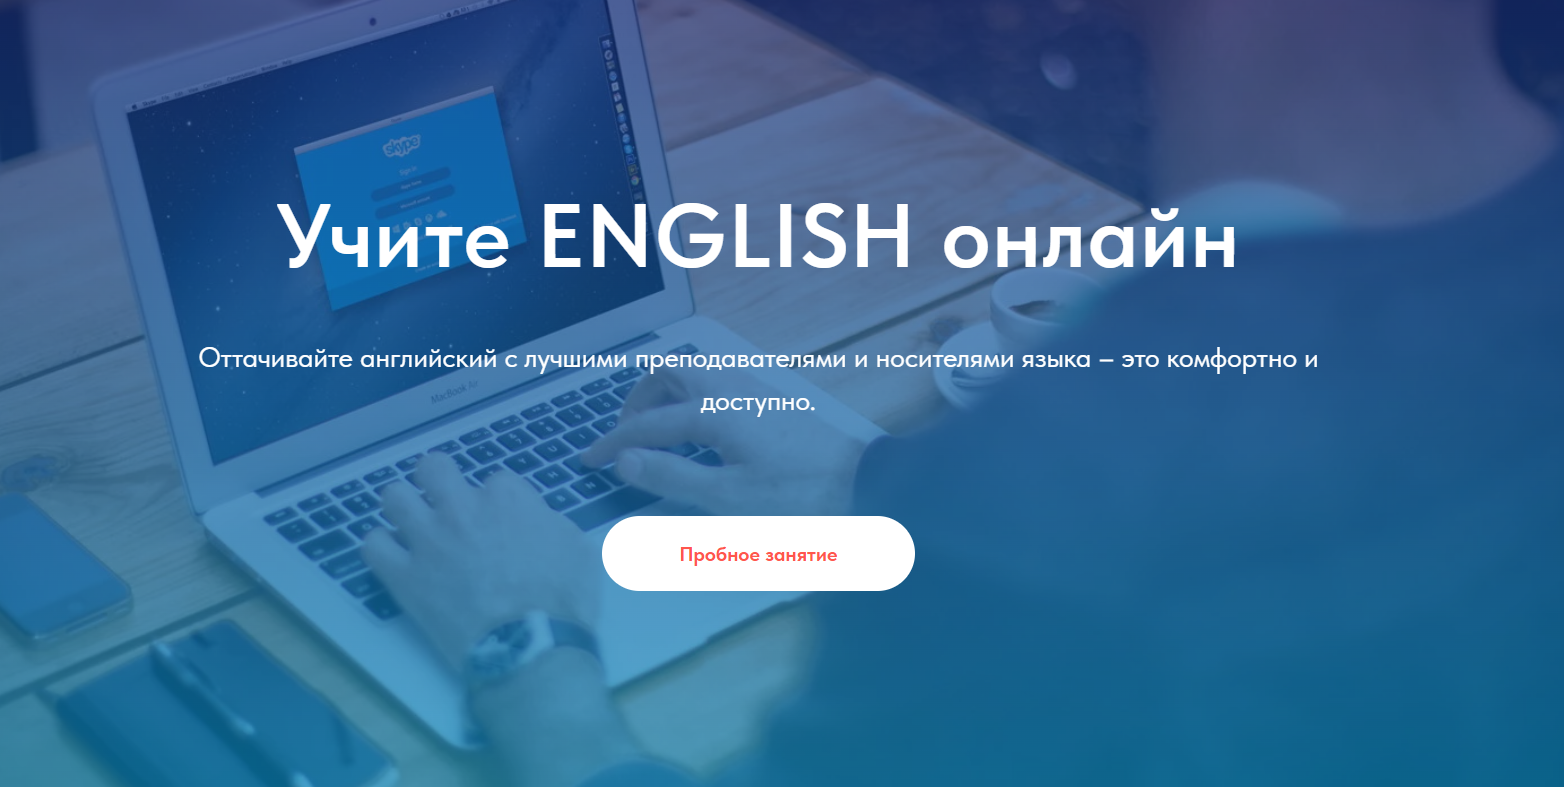 skype
Учите ENGLISH онлайн
Оттачивайте английский с лучшими преподавателями и носителями языка – это комфортно и
доступно.
MacBook Air
Пробное занятие